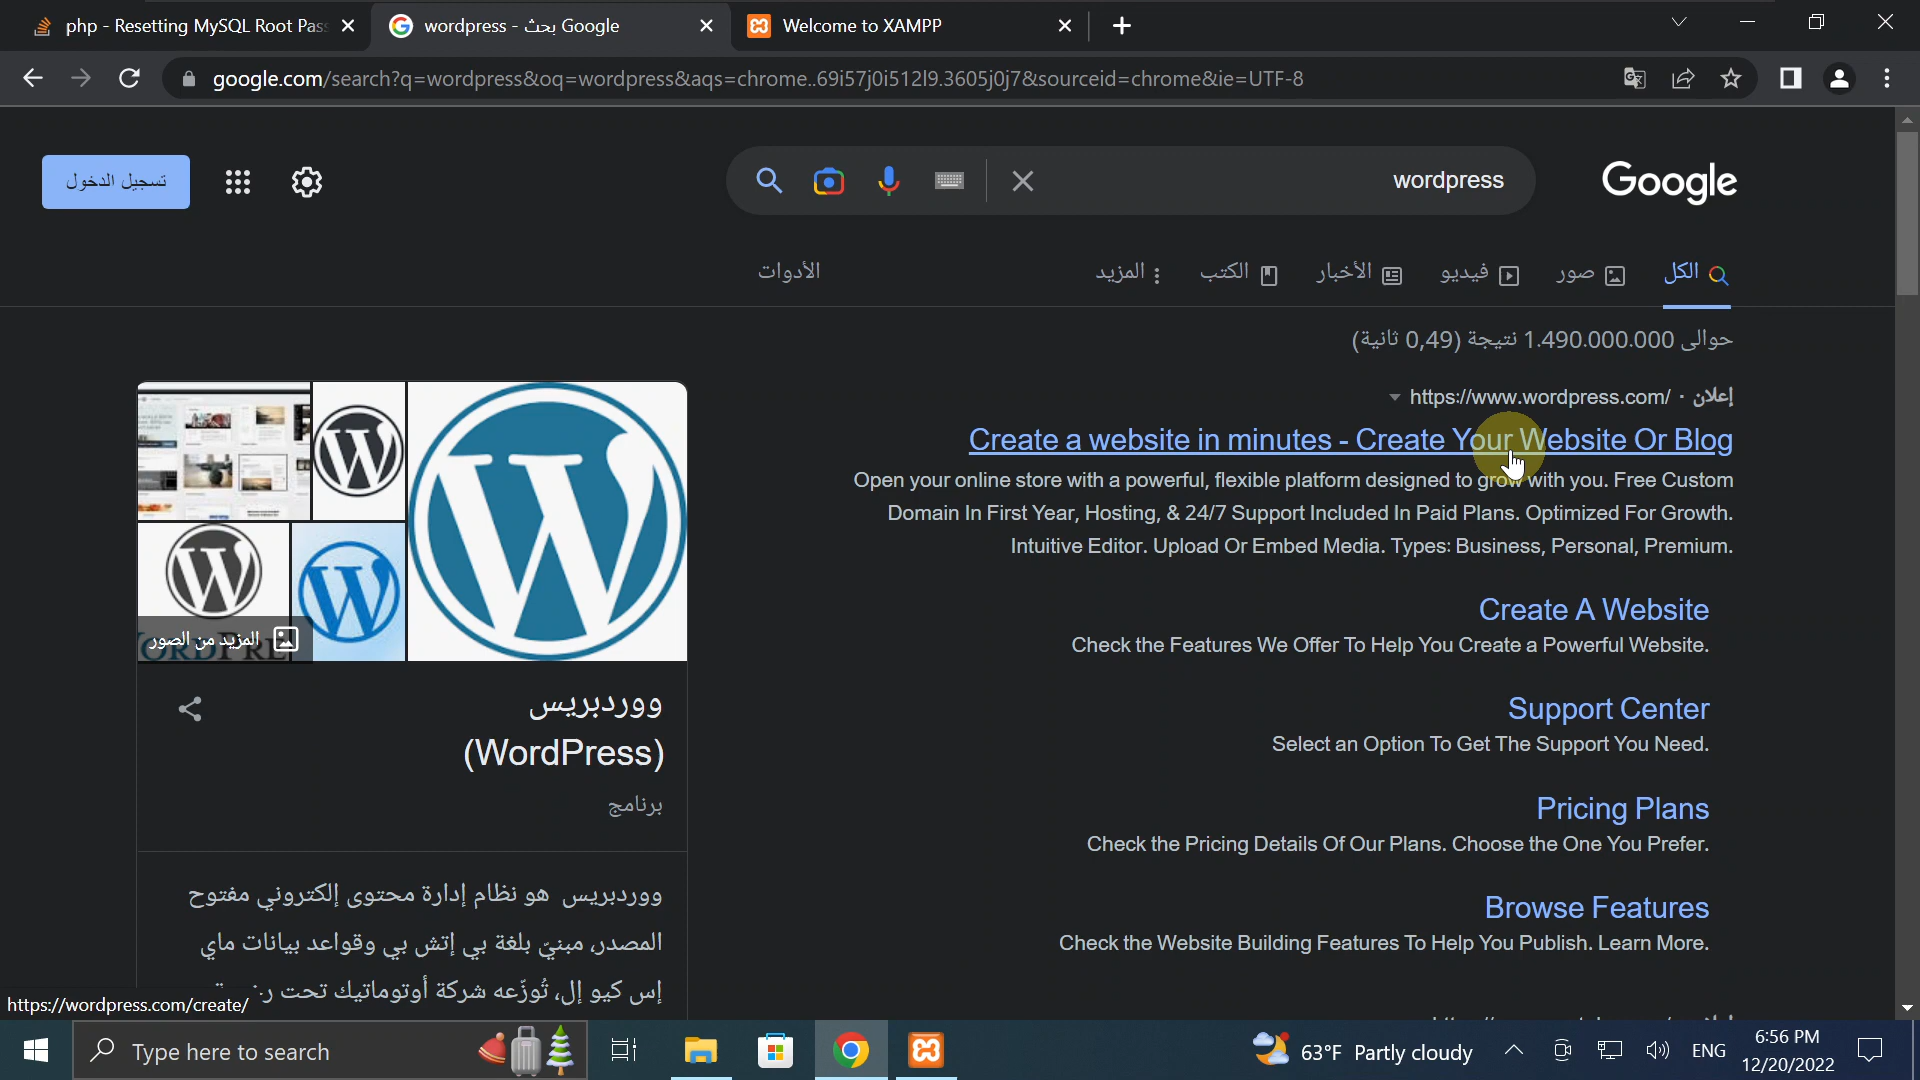 php - Resetting MySQL Root Pas
wordpress - بحث Google
Welcome to XAMPP
google.com/search?q=wordpress&oq=wordpress&aqs=chrome..69i57j0i512l9.3605j0j7&sourceid=chrome&ie=UTF-8
Google
wordpress
تسجيل الدخول
الكل
صور
فيديو
الأخبار
الكتب
المزيد
الأدوات
حوالى 1.490.000.000 نتيجة (0,49 ثانية)
إعلان · https://www.wordpress.com/
Create a website in minutes - Create Your Website Or Blog
Open your online store with a powerful, flexible platform designed to grow with you. Free Custom
Domain In First Year, Hosting, & 24/7 Support Included In Paid Plans. Optimized For Growth.
Intuitive Editor. Upload Or Embed Media. Types: Business, Personal, Premium.
Create A Website
Check the Features We Offer To Help You Create a Powerful Website.
Support Center
Select an Option To Get The Support You Need.
Pricing Plans
Check the Pricing Details Of Our Plans. Choose the One You Prefer.
Browse Features
Check the Website Building Features To Help You Publish. Learn More.
المزيد من الصور
ووردبريس
(WordPress)
برنامج
ووردبريس هو نظام إدارة محتوى إلكتروني مفتوح
المصدر، مبنيّ بلغة بي إتش بي وقواعد بيانات ماي
إس كيو إل، تُوزّعه شركة أوتوماتيك تحت
https://wordpress.com/create/
Type here to search
63°F Partly cloudy
ENG
6:56 PM
12/20/2022